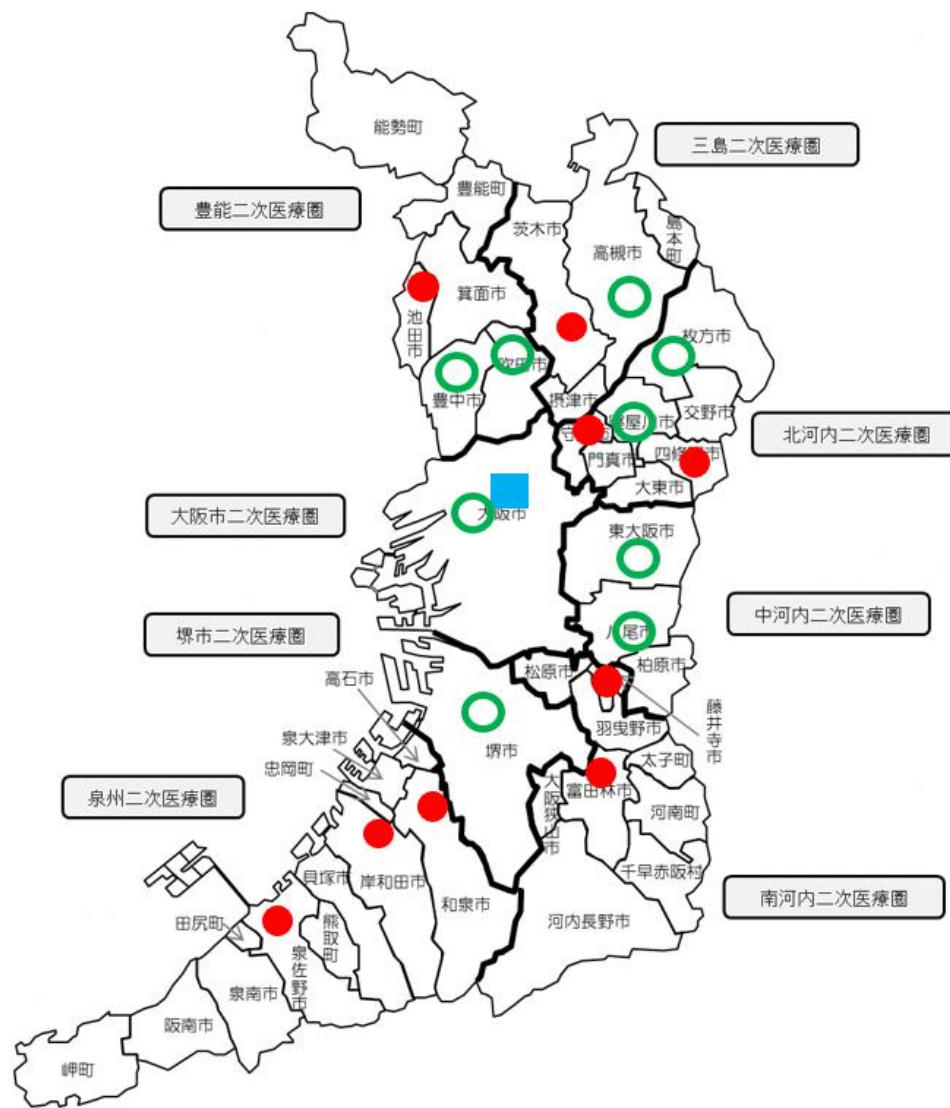 能勢町
三島二次医療圏
豊能町
豊能二次医療圏
茨木市
島本町
高槻市
箕面市
池田市
枚方市
吹田市
豊中市
摂津市
交野市
寝屋川市
北河内二次医療圏
門真市
大東市
大阪市二次医療圏
大阪市
東大阪市
中河内二次医療圏
八尾市
堺市二次医療圏
松原市
柏原市
高石市
藤井寺市
羽曳野市
堺市
泉大津市
太子町
忠岡町
大阪狭山市
富田林市
泉州二次医療圏
河南町
千早赤阪村
貝塚市
岸和田市
和泉市
南河内二次医療圏
田尻町
熊取町
河内長野市
泉佐野市
泉南市
阪南市
岬町